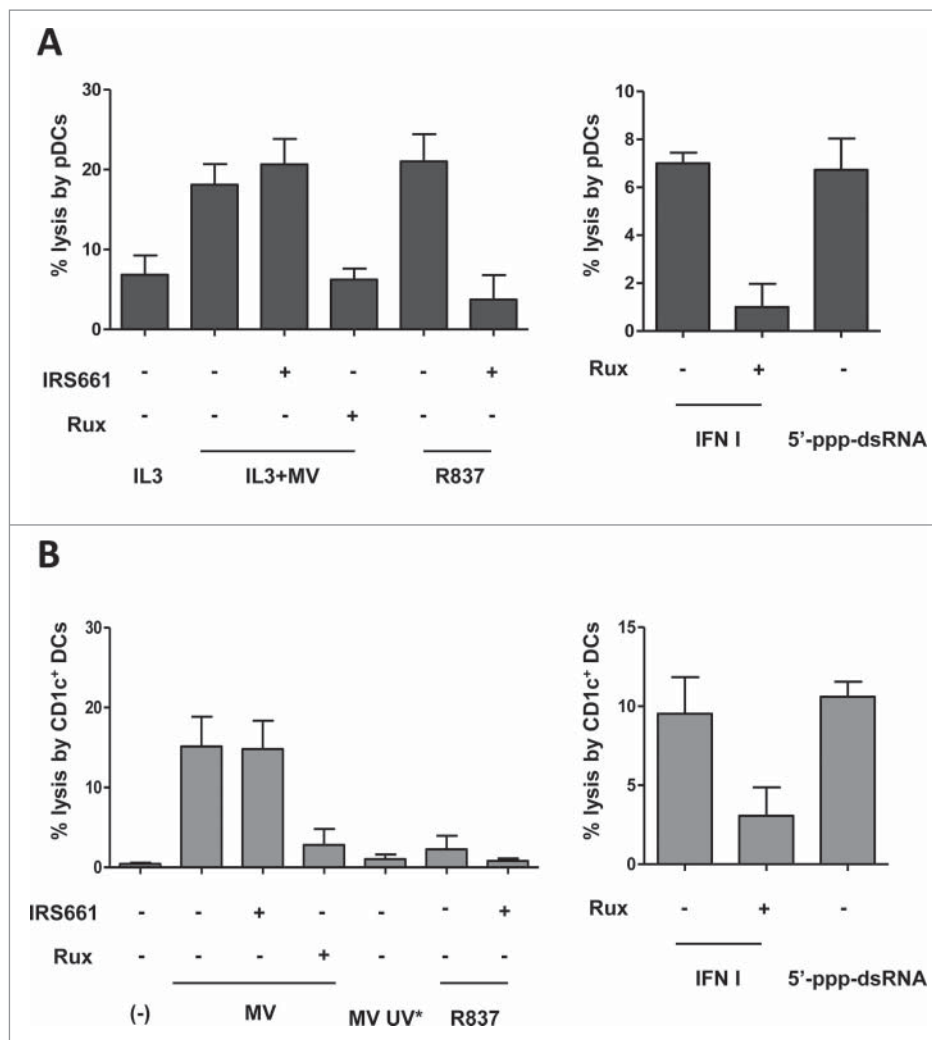 A
% lysis by pDCs
30
20
10
0
IRS661 - - + - - +
Rux - - - + - -
IL3 IL3+MV R837
% lysis by pDCs
10
8
6
4
2
0
Rux - + -
IFN I 5'-ppp-dsRNA
B
% lysis by CD1c⁺ DCs
30
20
10
0
IRS661 - - + - - - +
Rux - - - + - - -
(-) MV MV UV* R837
% lysis by CD1c⁺ DCs
15
10
5
0
Rux - + -
IFN I 5'-ppp-dsRNA